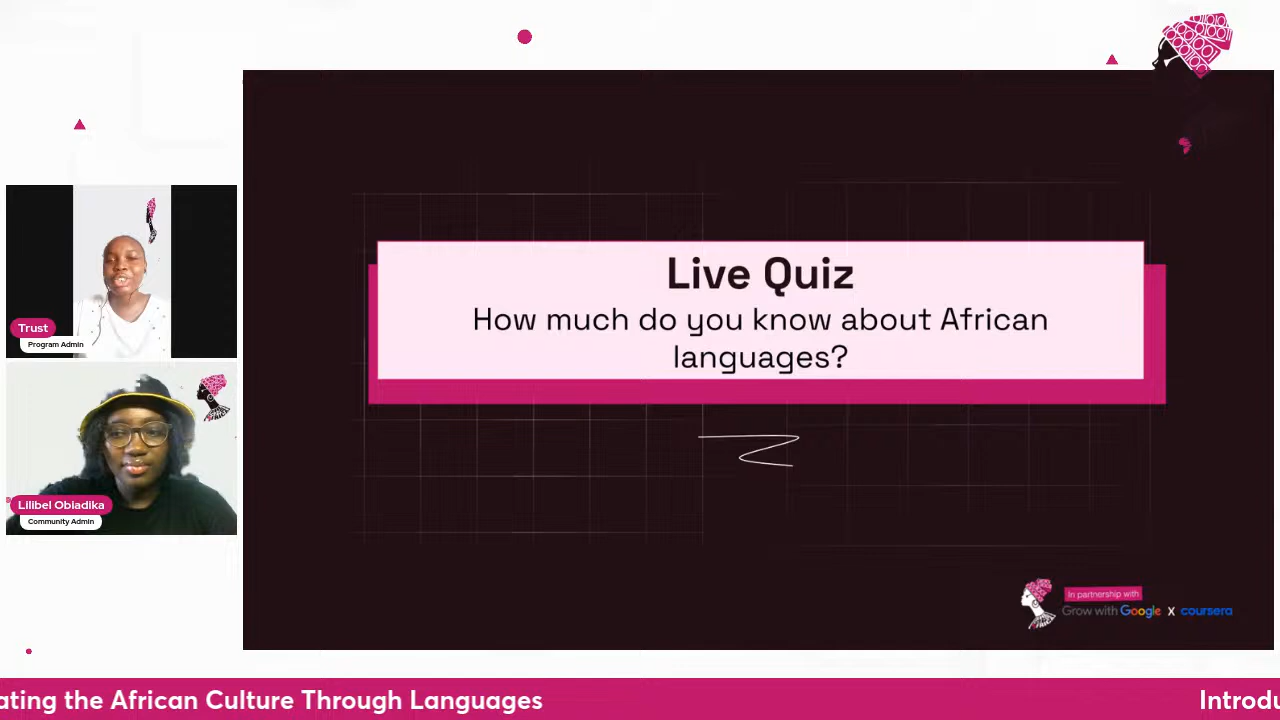 Live Quiz
How much do you know about African
languages?
Trust
Program Admin
Lilibel Obiadika
Community Admin
In partnership with
Grow with Google X coursera
ating the African Culture Through Languages
Introdu